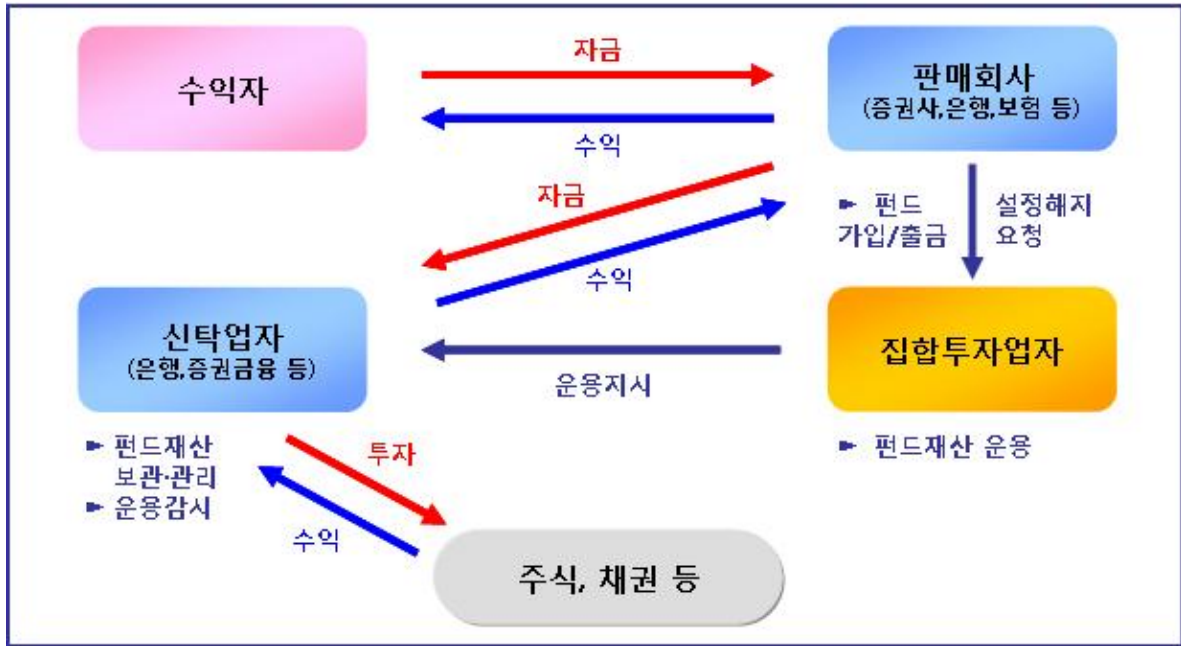 자금
수익자
판매회사
(증권사,은행,보험 등)
수익
자금
► 펀드
가입/출금
설정해지
요청
수익
신탁업자
(은행,증권금융 등)
집합투자업자
운용지시
► 펀드재산
보관·관리
► 운용감시
투자
► 펀드재산 운용
수익
주식, 채권 등